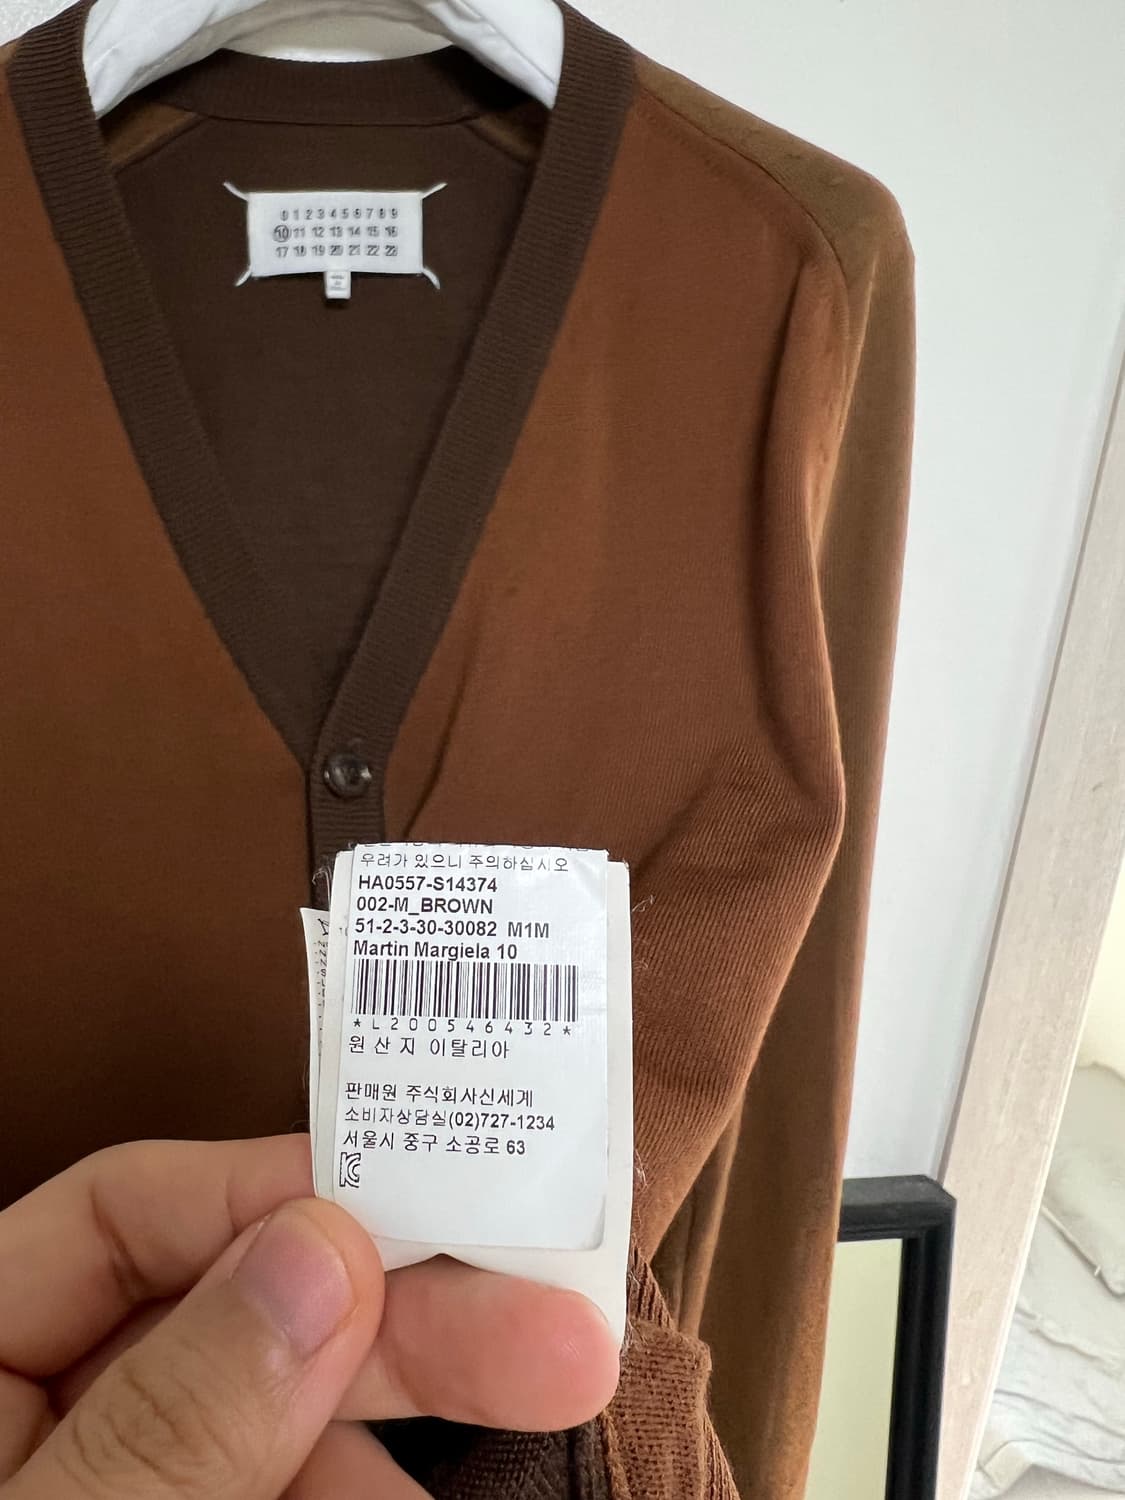 0 1 2 3 4 5 6 7 8 9
10 11 12 13 14 15 16
17 18 19 20 21 22 23
우려가 있으니 주의하십시오
HA0557-S14374
002-M_BROWN
51-2-3-30-30082 M1M
Martin Margiela 10
*L200546432*
원산지 이탈리아
판매원 주식회사신세계
소비자상담실(02)727-1234
서울시 중구 소공로 63